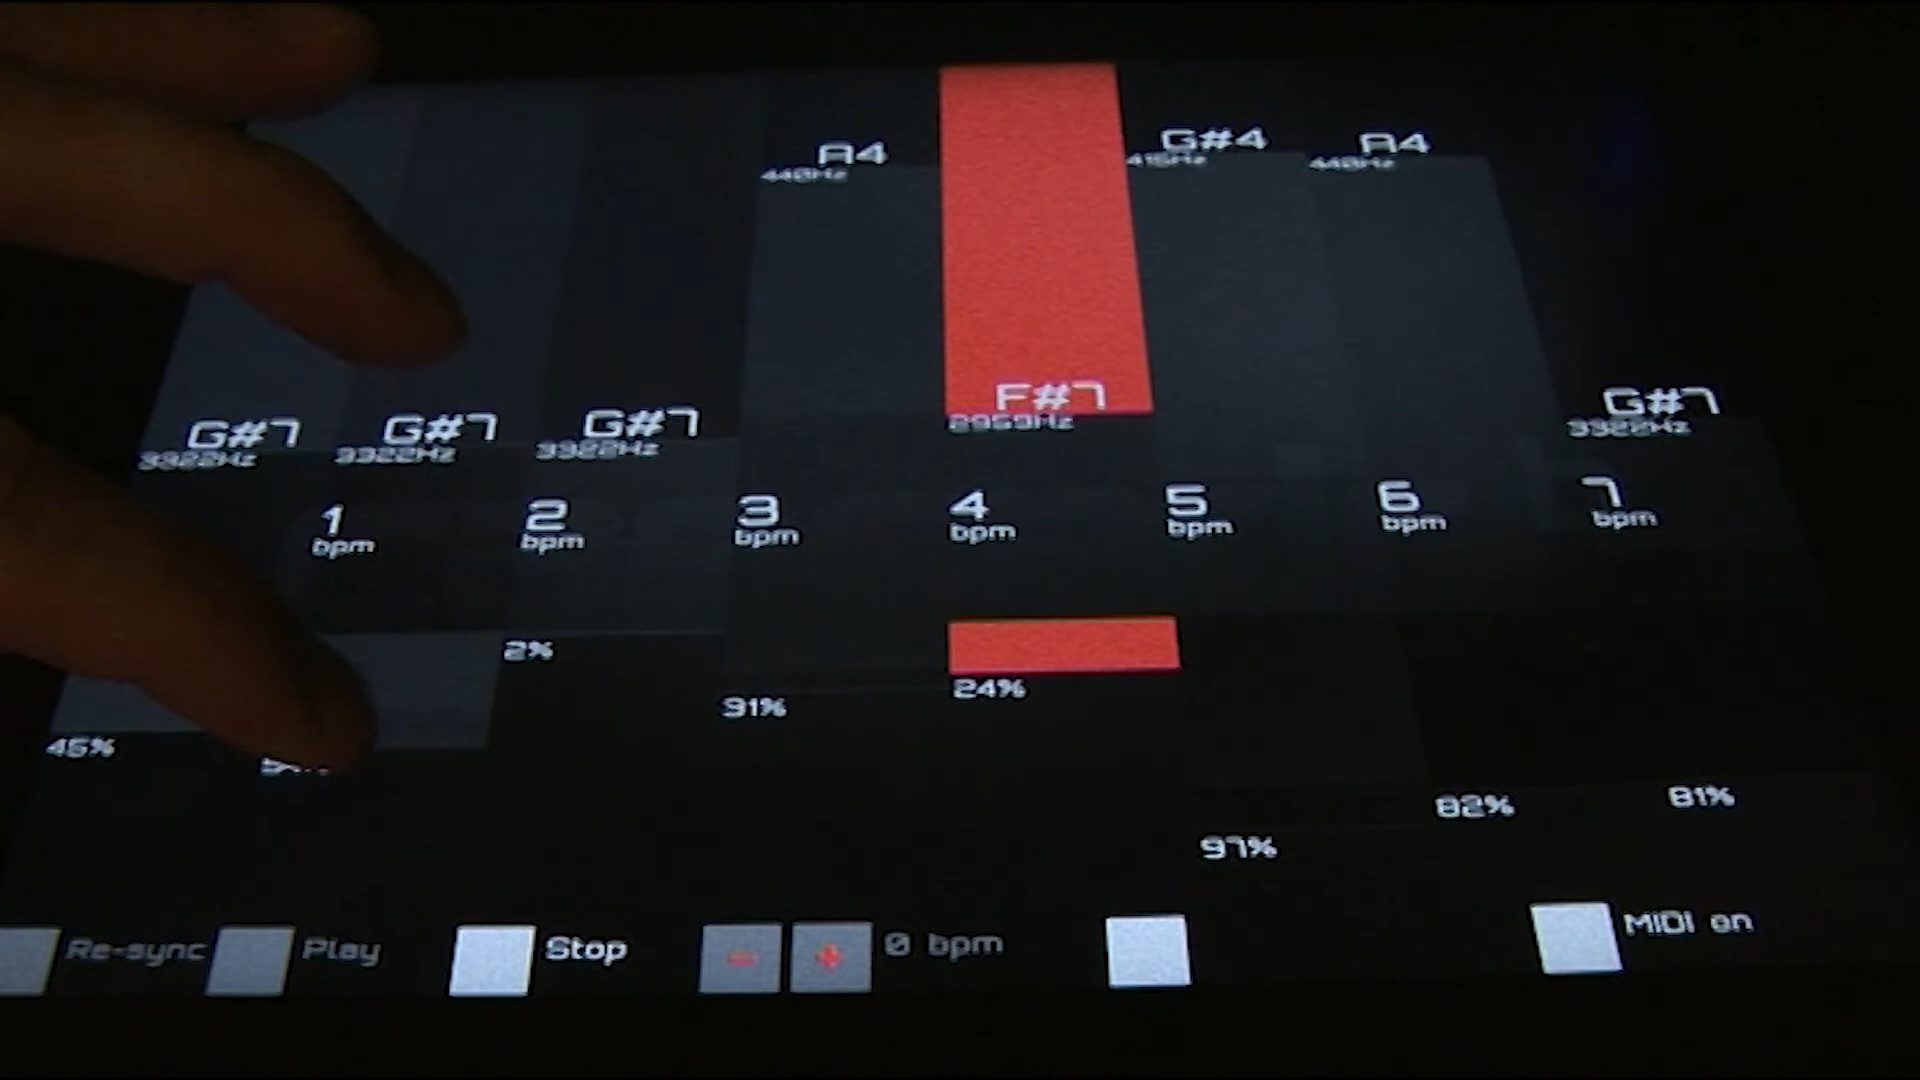 A4
440Hz
G#4
415Hz
A4
440Hz
F#7
2959Hz
G#7
3322Hz
G#7
3322Hz
G#7
3322Hz
G#7
3322Hz
1
bpm
2
bpm
3
bpm
4
bpm
5
bpm
6
bpm
7
bpm
2%
24%
45%
82%
81%
97%
Re-sync
Play
Stop
- +
0 bpm
MIDI on